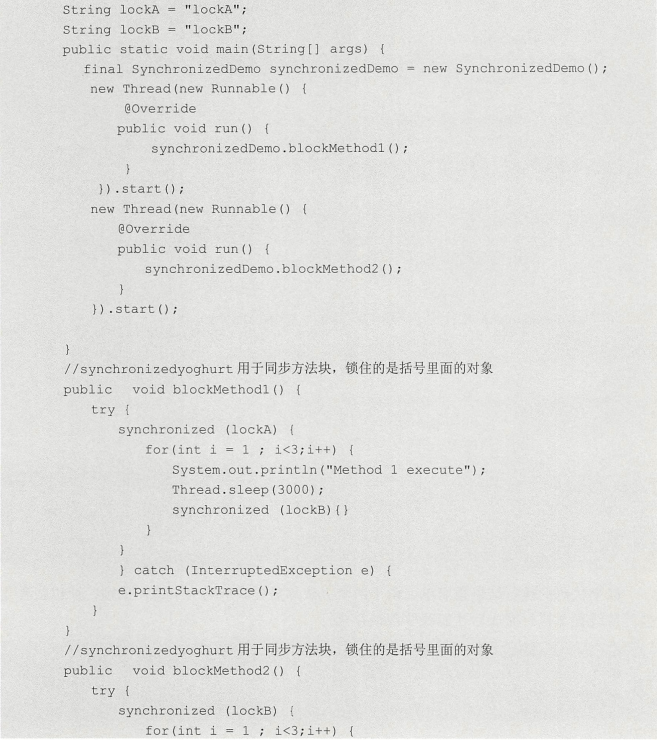 String lockA = "lockA";
String lockB = "lockB";
public static void main(String[] args) {
final SynchronizedDemo synchronizedDemo = new SynchronizedDemo();
new Thread(new Runnable() {
@Override
public void run() {
synchronizedDemo.blockMethod1();
}
}).start();
new Thread(new Runnable() {
@Override
public void run() {
synchronizedDemo.blockMethod2();
}
}).start();
}
//synchronizedyoghurt 用于同步方法块，锁住的是括号里面的对象
public void blockMethod1() {
try {
synchronized (lockA) {
for(int i = 1 ; i<3;i++) {
System.out.println("Method 1 execute");
Thread.sleep(3000);
synchronized (lockB){}
}
}
} catch (InterruptedException e) {
e.printStackTrace();
}
}
//synchronizedyoghurt 用于同步方法块，锁住的是括号里面的对象
public void blockMethod2() {
try {
synchronized (lockB) {
for(int i = 1 ; i<3;i++) {